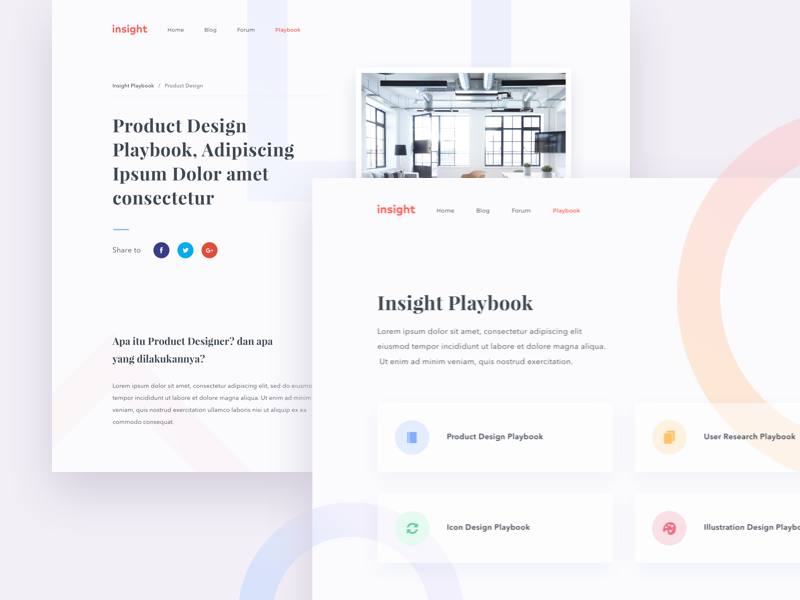 insight Home Blog Forum Playbook
Insight Playbook / Product Design
Product Design
Playbook, Adipiscing
Ipsum Dolor amet
consectetur
Share to
Apa itu Product Designer? dan apa
yang dilakukannya?
Lorem ipsum dolor sit amet, consectetur adipiscing elit, sed do eiusmo
tempor incididunt ut labore et dolore magna aliqua. Ut enim ad minim
veniam, quis nostrud exercitation ullamco laboris nisi ut aliquip ex ea
commodo consequat.
insight Home Blog Forum Playbook
Insight Playbook
Lorem ipsum dolor sit amet, consectetur adipiscing elit
eiusmod tempor incididunt ut labore et dolore magna aliqua.
Ut enim ad minim veniam, quis nostrud exercitation.
Product Design Playbook
User Research Playbook
Icon Design Playbook
Illustration Design Playbo